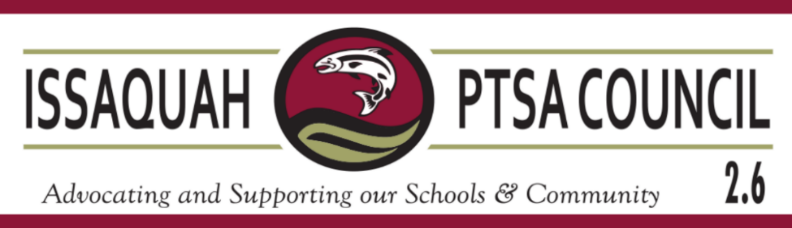 ISSAQUAH PTSA COUNCIL
2.6
Advocating and Supporting our Schools & Community